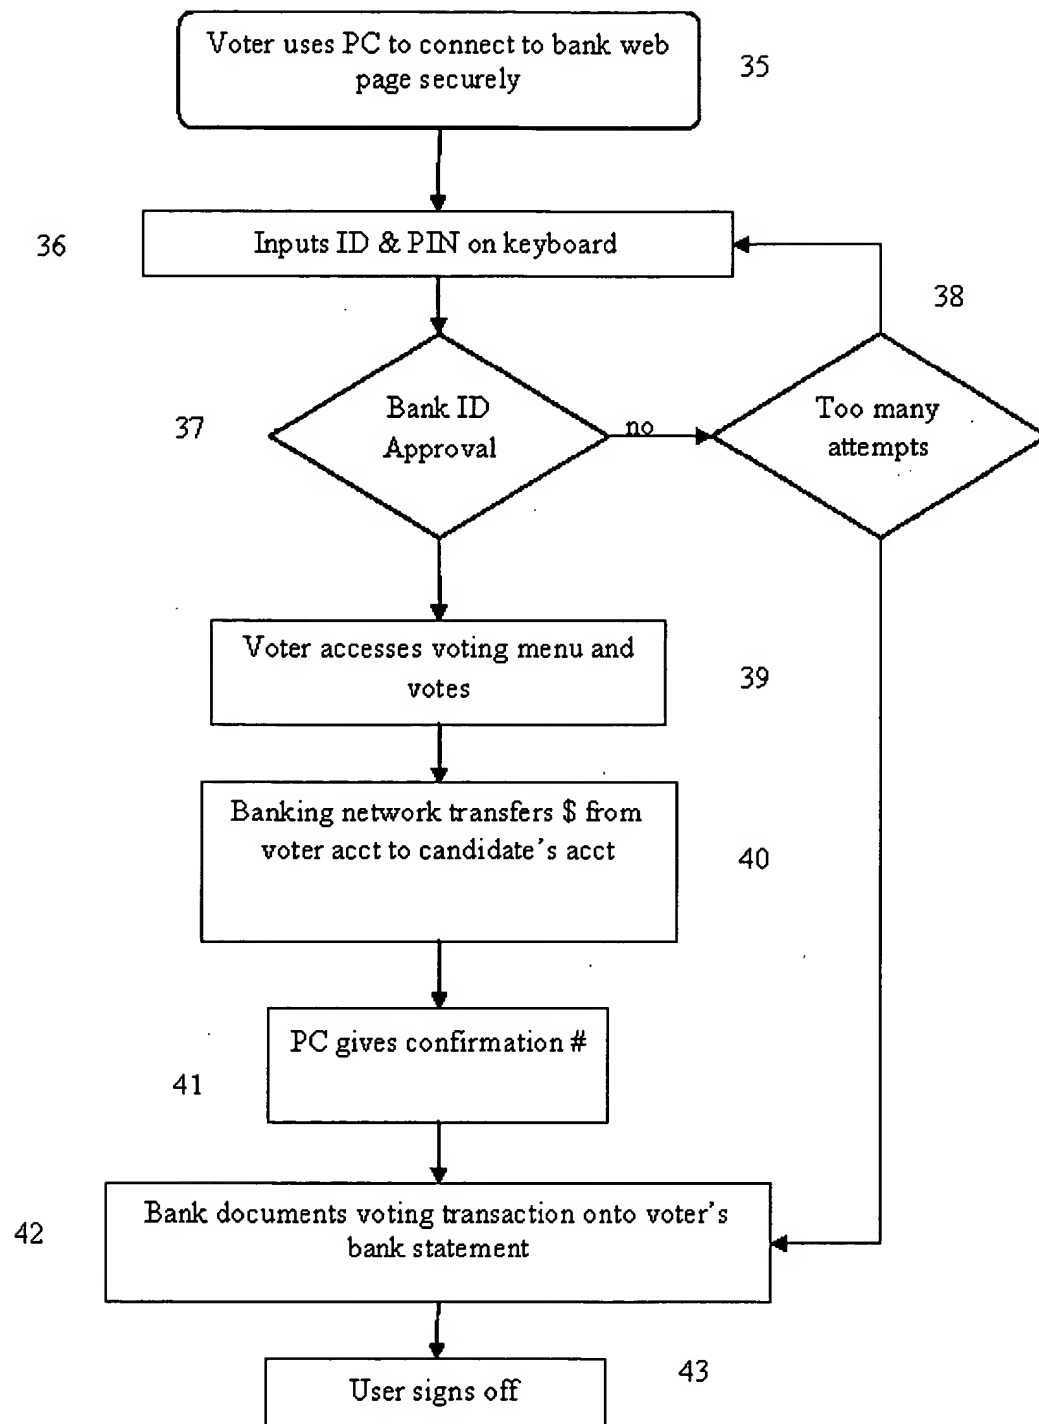 Voter uses PC to connect to bank web
page securely
35
36
Inputs ID & PIN on keyboard
38
37
Bank ID
Approval
no
Too many
attempts
Voter accesses voting menu and
votes
39
Banking network transfers $ from
voter acct to candidate's acct
40
PC gives confirmation #
41
42
Bank documents voting transaction onto voter's
bank statement
43
User signs off